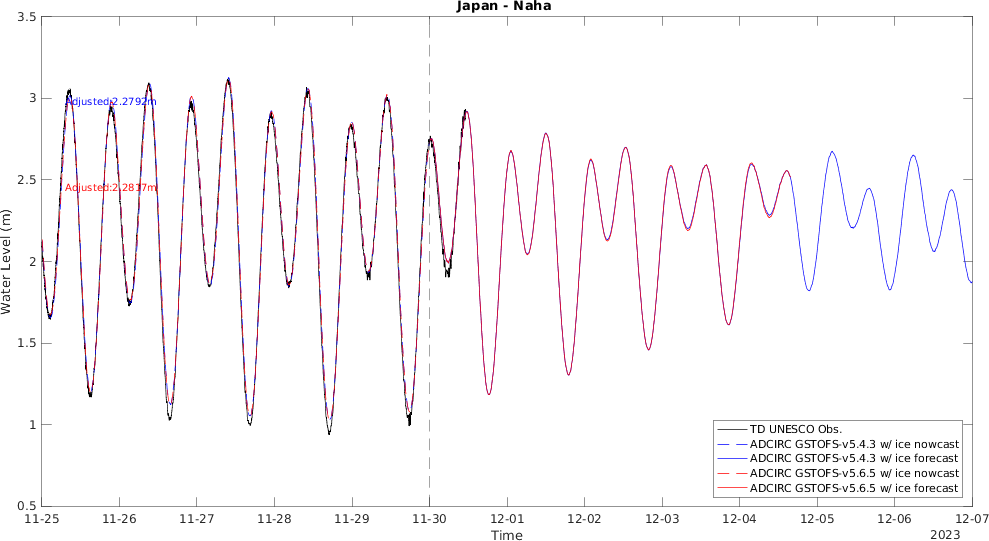 Japan - Naha
3.5
3
2.5
2
1.5
1
0.5
Water Level (m)
Adjusted:2.2792m
Adjusted:2.2817m
TD UNESCO Obs.
ADCIRC GSTOFS-v5.4.3 w/ ice nowcast
ADCIRC GSTOFS-v5.4.3 w/ ice forecast
ADCIRC GSTOFS-v5.6.5 w/ ice nowcast
ADCIRC GSTOFS-v5.6.5 w/ ice forecast
11-25 11-26 11-27 11-28 11-29 11-30 12-01 12-02 12-03 12-04 12-05 12-06 12-07
Time
2023